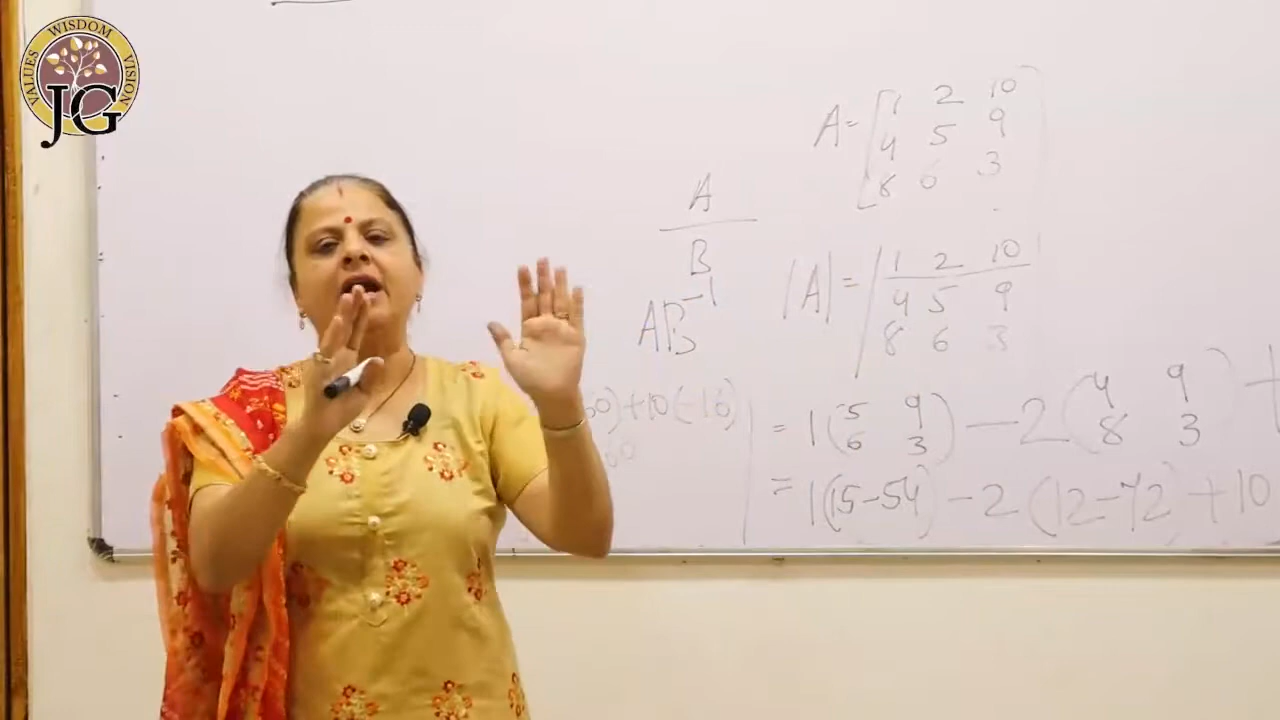 VALUES WISDOM VISION
JG
A = [1 2 10
4 5 9
8 6 3]
A
B
AB⁻¹
|A| = |1 2 10|
4 5 9
8 6 3
) + 10(-16)
60
= 1(5 9
6 3) - 2(4 9
8 3) +
= 1(15-54) - 2(12-72) + 10